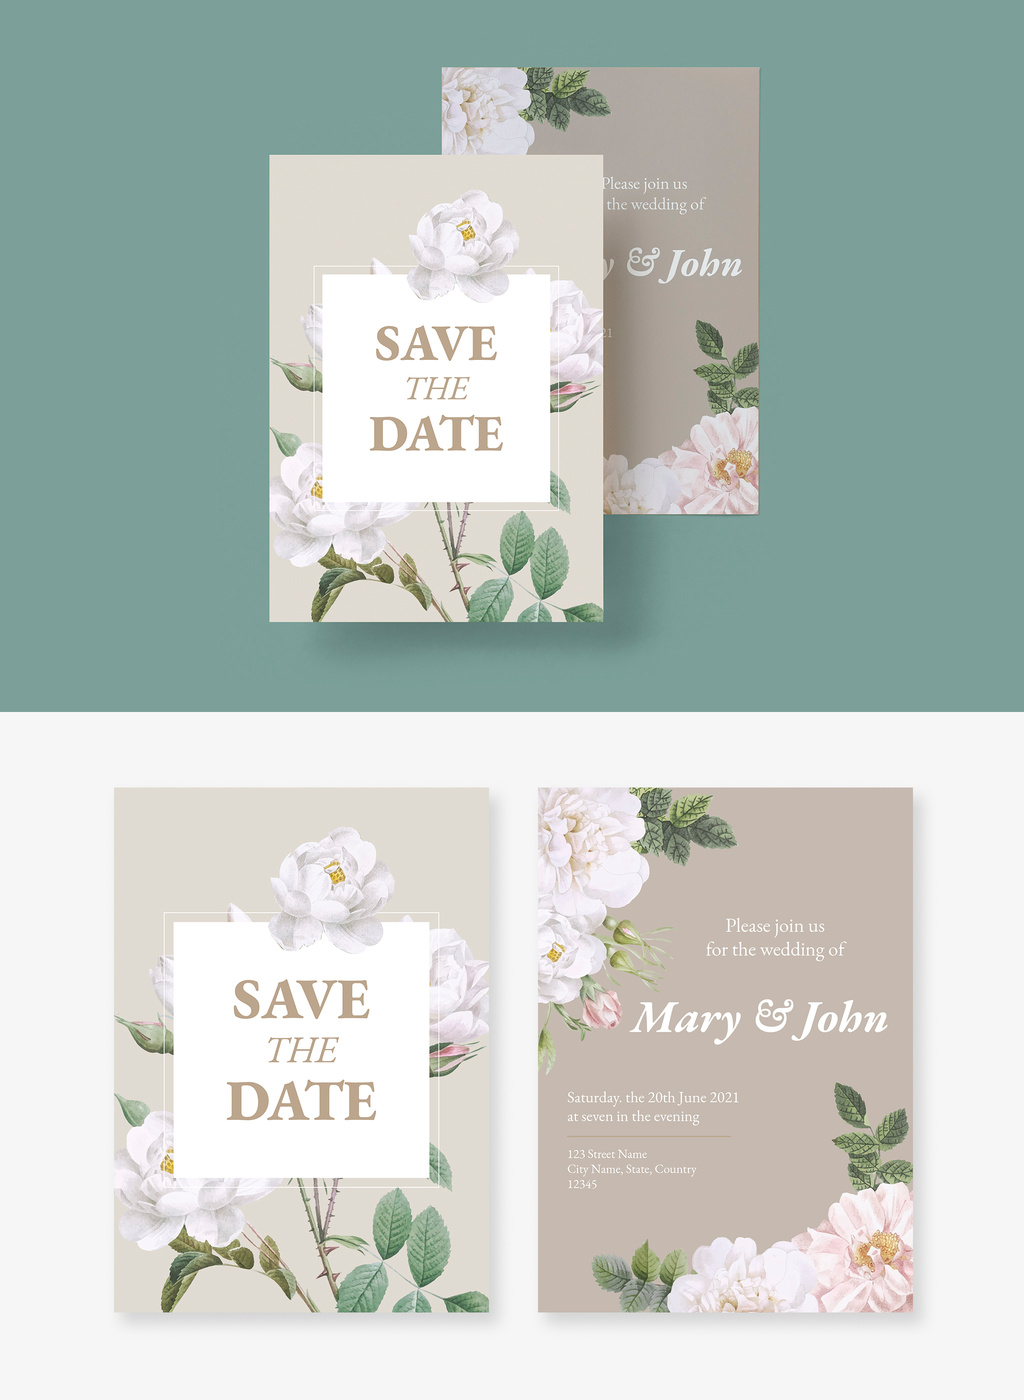 Please join us
the wedding of
& John
21
SAVE
THE
DATE
SAVE
THE
DATE
Please join us
for the wedding of
Mary & John
Saturday. the 20th June 2021
at seven in the evening
123 Street Name
City Name, State, Country
12345